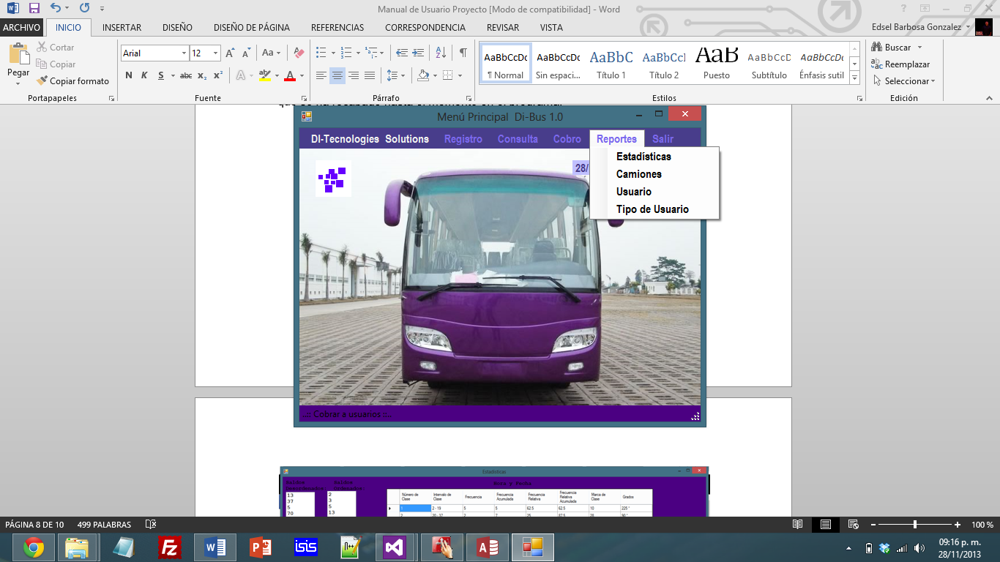 Manual de Usuario Proyecto [Modo de compatibilidad] - Word
ARCHIVO INICIO INSERTAR DISEÑO DISEÑO DE PÁGINA REFERENCIAS CORRESPONDENCIA REVISAR VISTA Edsel Barbosa Gonzalez
Pegar
Cortar
Copiar
Copiar formato
Portapapeles
Arial 12
N K S abc x₂ x²
Fuente
Párrafo
AaBbCcDc AaBbCcDc AaBbC AaBbCcI AaB AaBbCcD AaBbCcDc
¶ Normal Sin espaci... Título 1 Título 2 Puesto Subtítulo Énfasis sutil
Estilos
Buscar
Reemplazar
Seleccionar
Edición
Menú Principal Di-Bus 1.0
DI-Tecnologies Solutions Registro Consulta Cobro Reportes Salir
28/
Estadísticas
Camiones
Usuario
Tipo de Usuario
..:: Cobrar a usuarios ::..
Estadísticas
Hora y Fecha
Número de Clase Intervalo de Clase Frecuencia Frecuencia Acumulada Frecuencia Relativa Frecuencia Relativa Acumulada Marca de Clase Grados
1 2 - 19 5 5 62.5 62.5 10 225 °
2 20 - 37 2 7 25 87.5 28 90 °
13
37
5
70
2
3
5
13
PÁGINA 8 DE 10 499 PALABRAS 100 %
isis
09:16 p. m.
28/11/2013